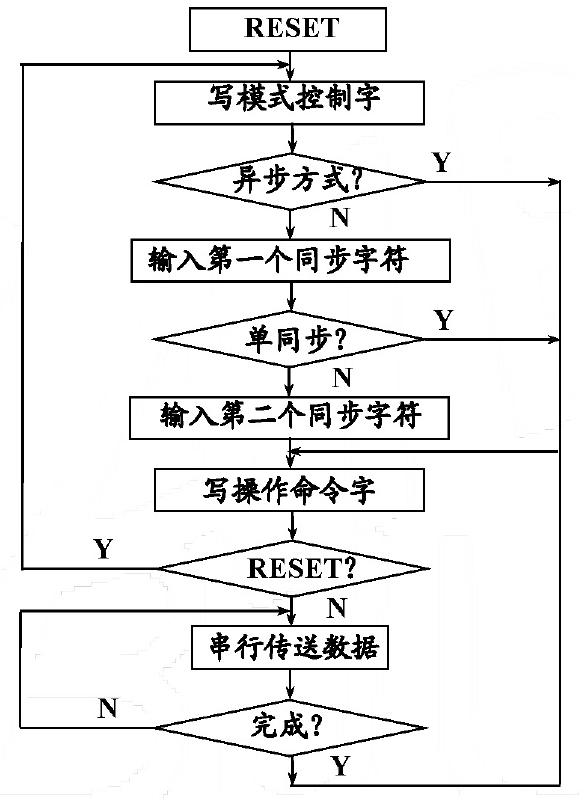 RESET
写模式控制字
异步方式?
Y
N
输入第一个同步字符
单同步?
Y
N
输入第二个同步字符
写操作命令字
Y
RESET?
N
串行传送数据
N
完成?
Y